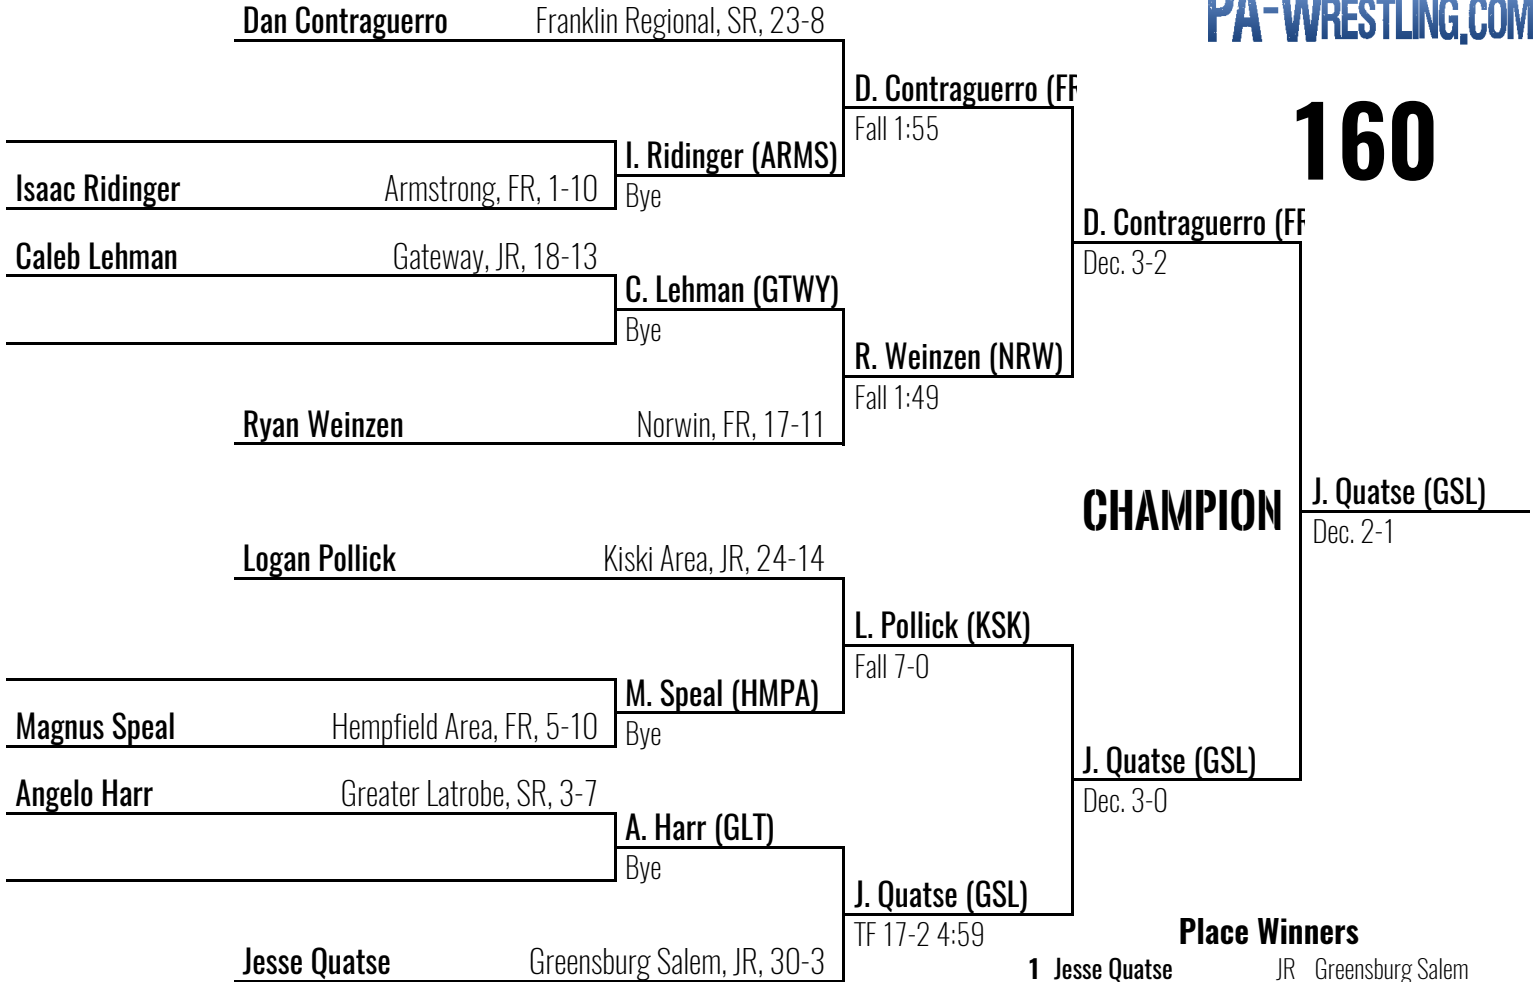 Dan Contraguerro Franklin Regional, SR, 23-8
PA-WRESTLING.COM
D. Contraguerro (FR
Fall 1:55
160
I. Ridinger (ARMS)
Isaac Ridinger Armstrong, FR, 1-10
Bye
D. Contraguerro (FR
Dec. 3-2
Caleb Lehman Gateway, JR, 18-13
C. Lehman (GTWY)
Bye
R. Weinzen (NRW)
Fall 1:49
Ryan Weinzen Norwin, FR, 17-11
CHAMPION
J. Quatse (GSL)
Dec. 2-1
Logan Pollick Kiski Area, JR, 24-14
L. Pollick (KSK)
Fall 7-0
M. Speal (HMPA)
Magnus Speal Hempfield Area, FR, 5-10
Bye
J. Quatse (GSL)
Dec. 3-0
Angelo Harr Greater Latrobe, SR, 3-7
A. Harr (GLT)
Bye
J. Quatse (GSL)
TF 17-2 4:59
Jesse Quatse Greensburg Salem, JR, 30-3
Place Winners
1 Jesse Quatse JR Greensburg Salem